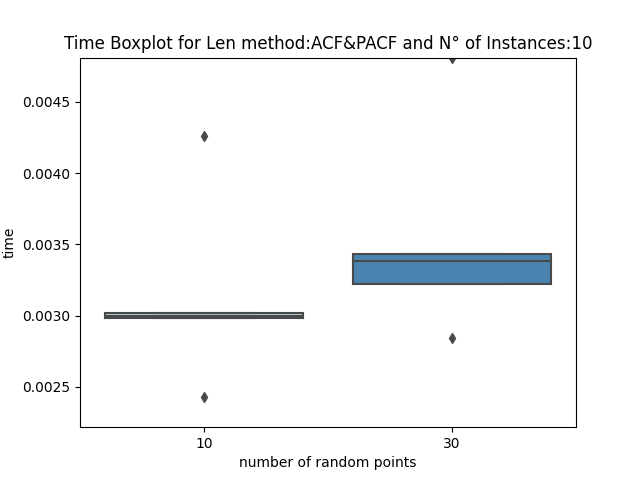 Time Boxplot for Len method:ACF&PACF and N° of Instances:10
0.0045
0.0040
0.0035
0.0030
0.0025
time
10 30
number of random points